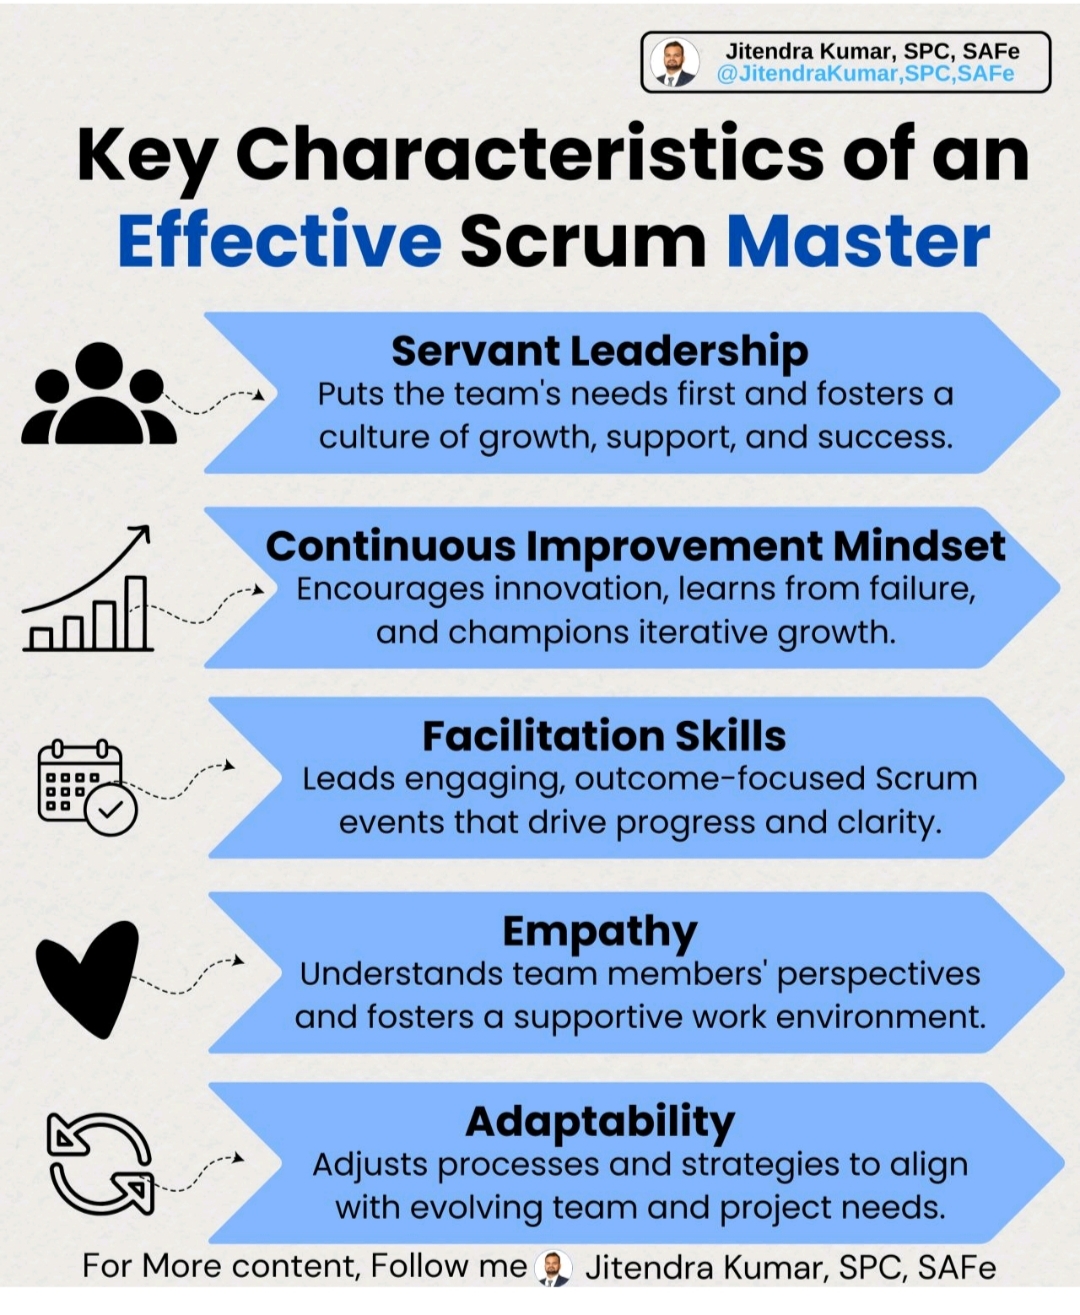 Jitendra Kumar, SPC, SAFe
@JitendraKumar,SPC,SAFe
Key Characteristics of an
Effective Scrum Master
Servant Leadership
Puts the team's needs first and fosters a
culture of growth, support, and success.
Continuous Improvement Mindset
Encourages innovation, learns from failure,
and champions iterative growth.
Facilitation Skills
Leads engaging, outcome-focused Scrum
events that drive progress and clarity.
Empathy
Understands team members' perspectives
and fosters a supportive work environment.
Adaptability
Adjusts processes and strategies to align
with evolving team and project needs.
For More content, Follow me Jitendra Kumar, SPC, SAFe